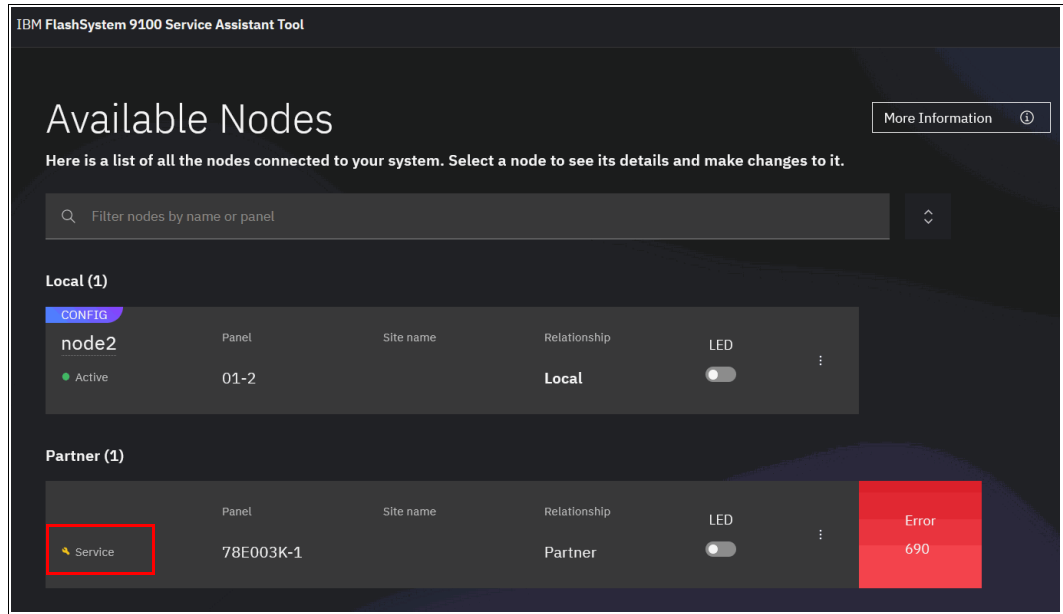 IBM FlashSystem 9100 Service Assistant Tool
Available Nodes
More Information
Here is a list of all the nodes connected to your system. Select a node to see its details and make changes to it.
Filter nodes by name or panel
Local (1)
CONFIG
node2
Active
Panel
01-2
Site name
Relationship
Local
LED
Partner (1)
Service
Panel
78E003K-1
Site name
Relationship
Partner
LED
Error
690